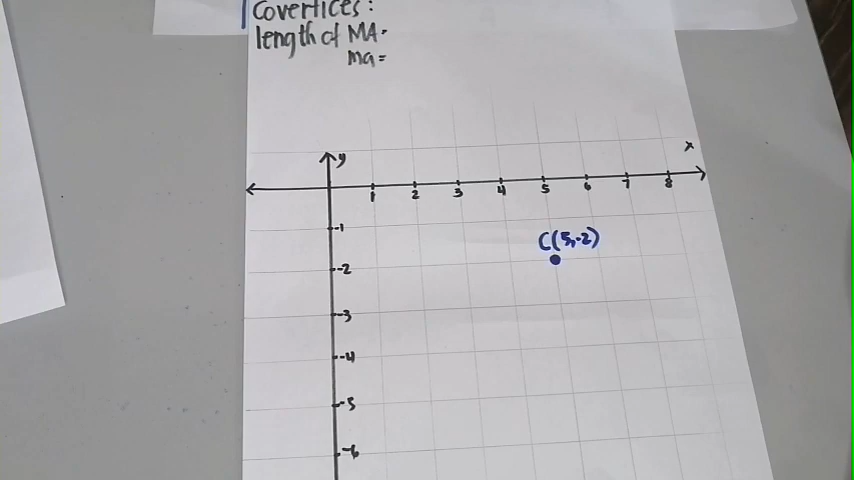 Covertices:
length of MA=
ma=
y
x
1 2 3 4 5 6 7 8
-1
C(5,-2)
-2
-3
-4
-5
-6